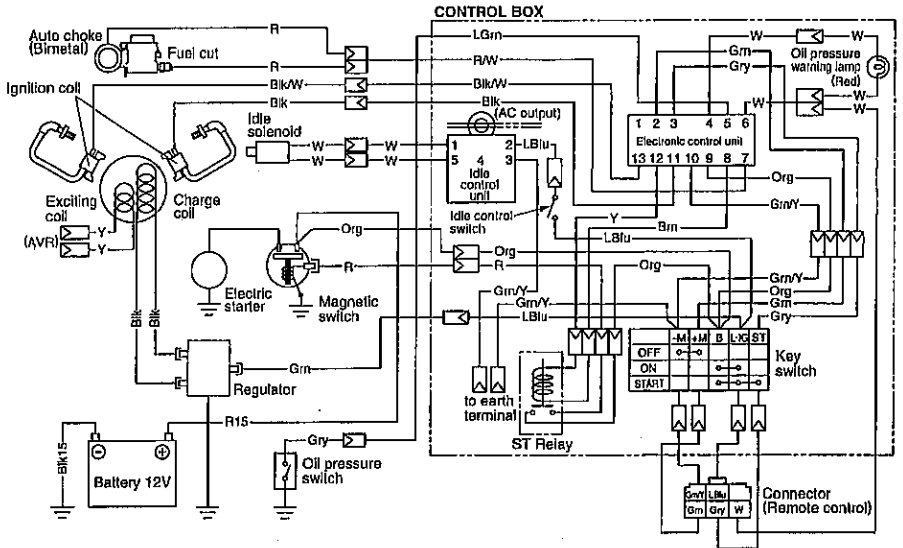 CONTROL BOX
Auto choke
(Bimetal)
Fuel cut
R
R
LGrn
R/W
Blk/W
Blk/W
Blk
Blk
W
W
Grn
Gry
Oil pressure
warning lamp
(Red)
W
W
W
Ignition coil
Idle
solenoid
W
W
W
W
(AC output)
1 2
5 4 3
Idle
control
unit
LBlu
1 2 3 4 5 6
Electronic control unit
13 12 11 10 9 8 7
Exciting
coil
Charge
coil
(AVR)
Y
Y
Idle control
switch
Y
Brn
Org
Grn/Y
LBlu
Org
Org
R
R
Org
Electric
starter
Magnetic
switch
Grn/Y
Grn/Y
LBlu
Grn/Y
Org
Grn
Gry
Blk
Blk
Regulator
Grn
-M +M B L·IG ST
OFF
ON
START
Key
switch
to earth
terminal
ST Relay
R15
Blk15
Battery 12V
Gry
Oil pressure
switch
Grn/Y LBlu
Grn Gry W
Connector
(Remote control)